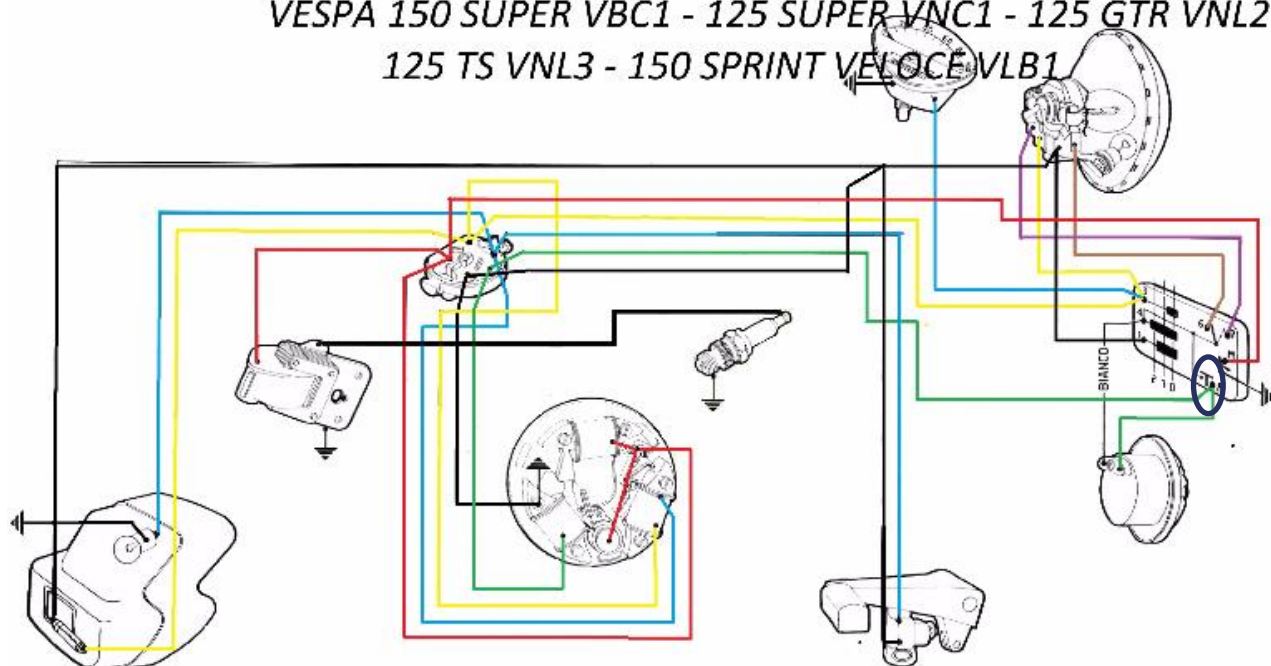 VESPA 150 SUPER VBC1 - 125 SUPER VNC1 - 125 GTR VNL2
125 TS VNL3 - 150 SPRINT VELOCE VLB1
BIANCO